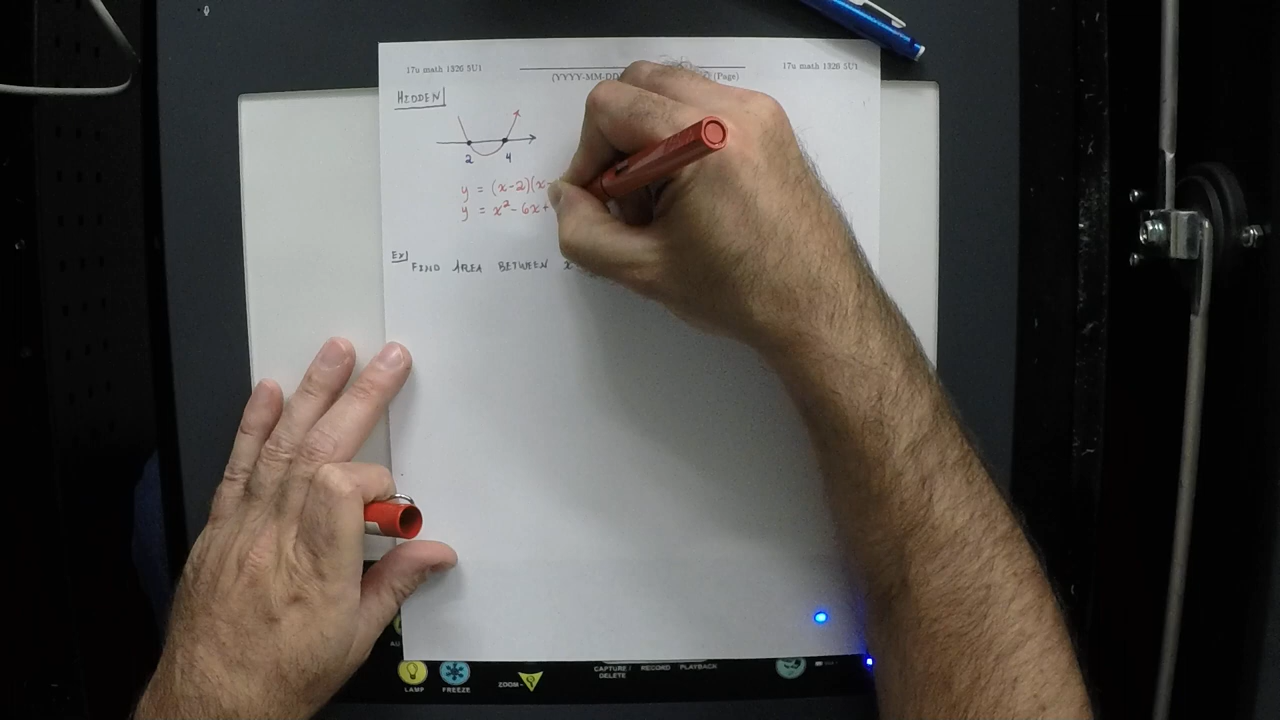 17u math 1326 5U1
(YYYY-MM-DD
(Page)
17u math 1326 5U1
HIDDEN
2 4
y = (x-2)(x-
y = x²-6x+
Ex
FIND AREA BETWEEN x
LAMP
FREEZE
ZOOM
CAPTURE / DELETE
RECORD
PLAYBACK